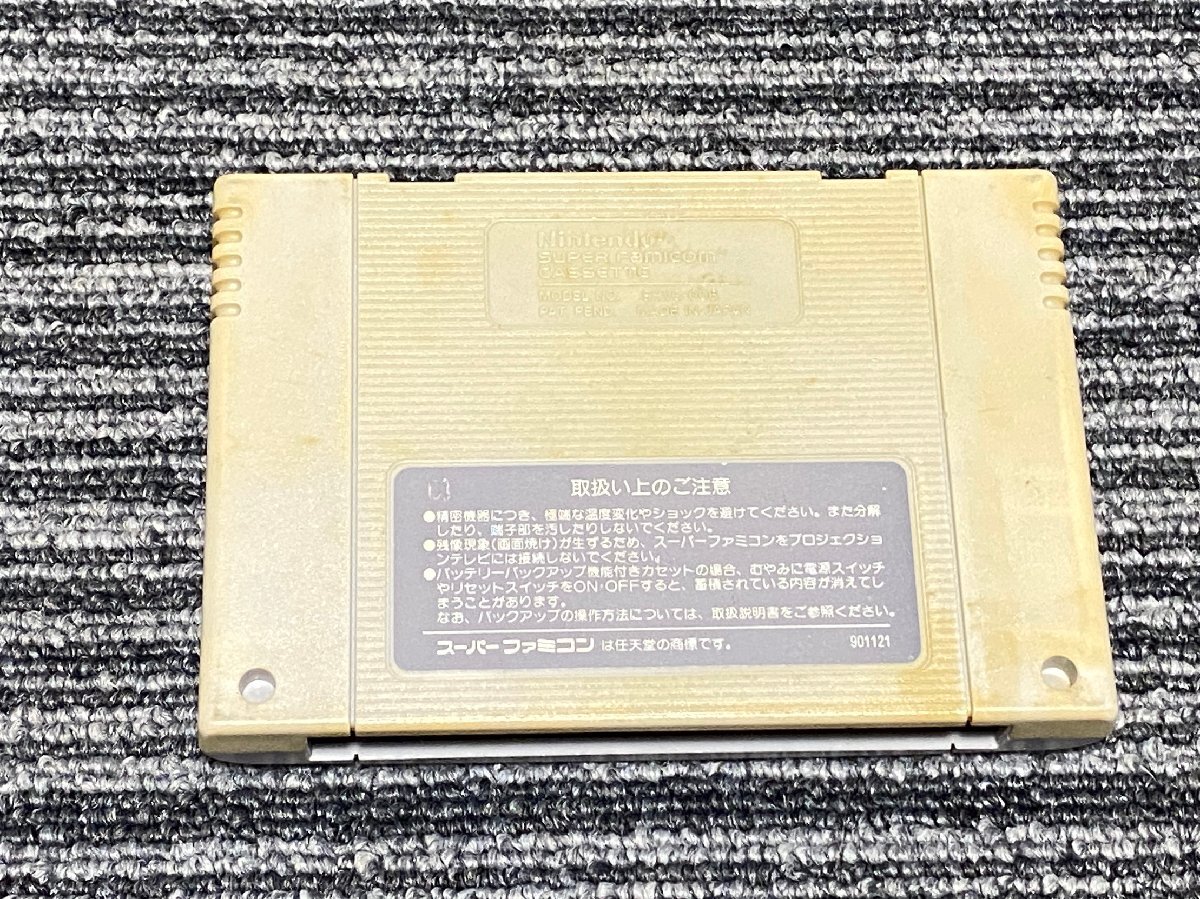 Nintendo
SUPER FAMICOM
CASSETTE
MODEL NO.
PAT. PEND. MADE IN JAPAN
取扱い上のご注意
●精密機器につき、極端な温度変化やショックを避けてください。また分解
したり、端子部を汚したりしないでください。
●残像現象(画面焼け)が生ずるため、スーパーファミコンをプロジェクショ
ンテレビには接続しないでください。
●バッテリーバックアップ機能付きカセットの場合、むやみに電源スイッチ
やリセットスイッチをON・OFFすると、蓄積されている内容が消えてし
まうことがあります。
なお、バックアップの操作方法については、取扱説明書をご参照ください。
スーパーファミコンは任天堂の商標です。 901121